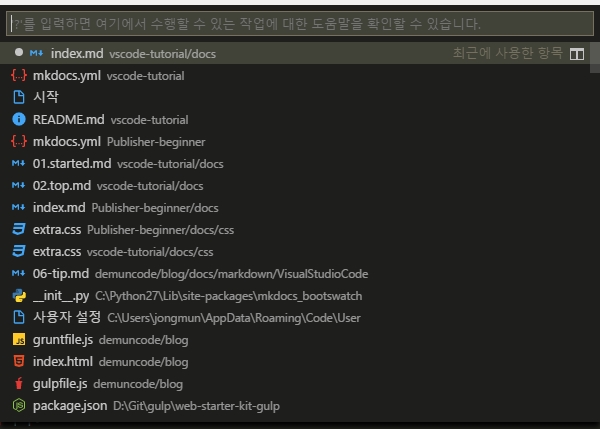 '?'를 입력하면 여기에서 수행할 수 있는 작업에 대한 도움말을 확인할 수 있습니다.
index.md vscode-tutorial/docs 최근에 사용한 항목
mkdocs.yml vscode-tutorial
시작
README.md vscode-tutorial
mkdocs.yml Publisher-beginner
01.started.md vscode-tutorial/docs
02.top.md vscode-tutorial/docs
index.md Publisher-beginner/docs
extra.css Publisher-beginner/docs/css
extra.css vscode-tutorial/docs/css
06-tip.md demuncode/blog/docs/markdown/VisualStudioCode
__init__.py C:\Python27\Lib\site-packages\mkdocs_bootswatch
사용자 설정 C:\Users\jongmun\AppData\Roaming\Code\User
gruntfile.js demuncode/blog
index.html demuncode/blog
gulpfile.js demuncode/blog
package.json D:\Git\gulp\web-starter-kit-gulp